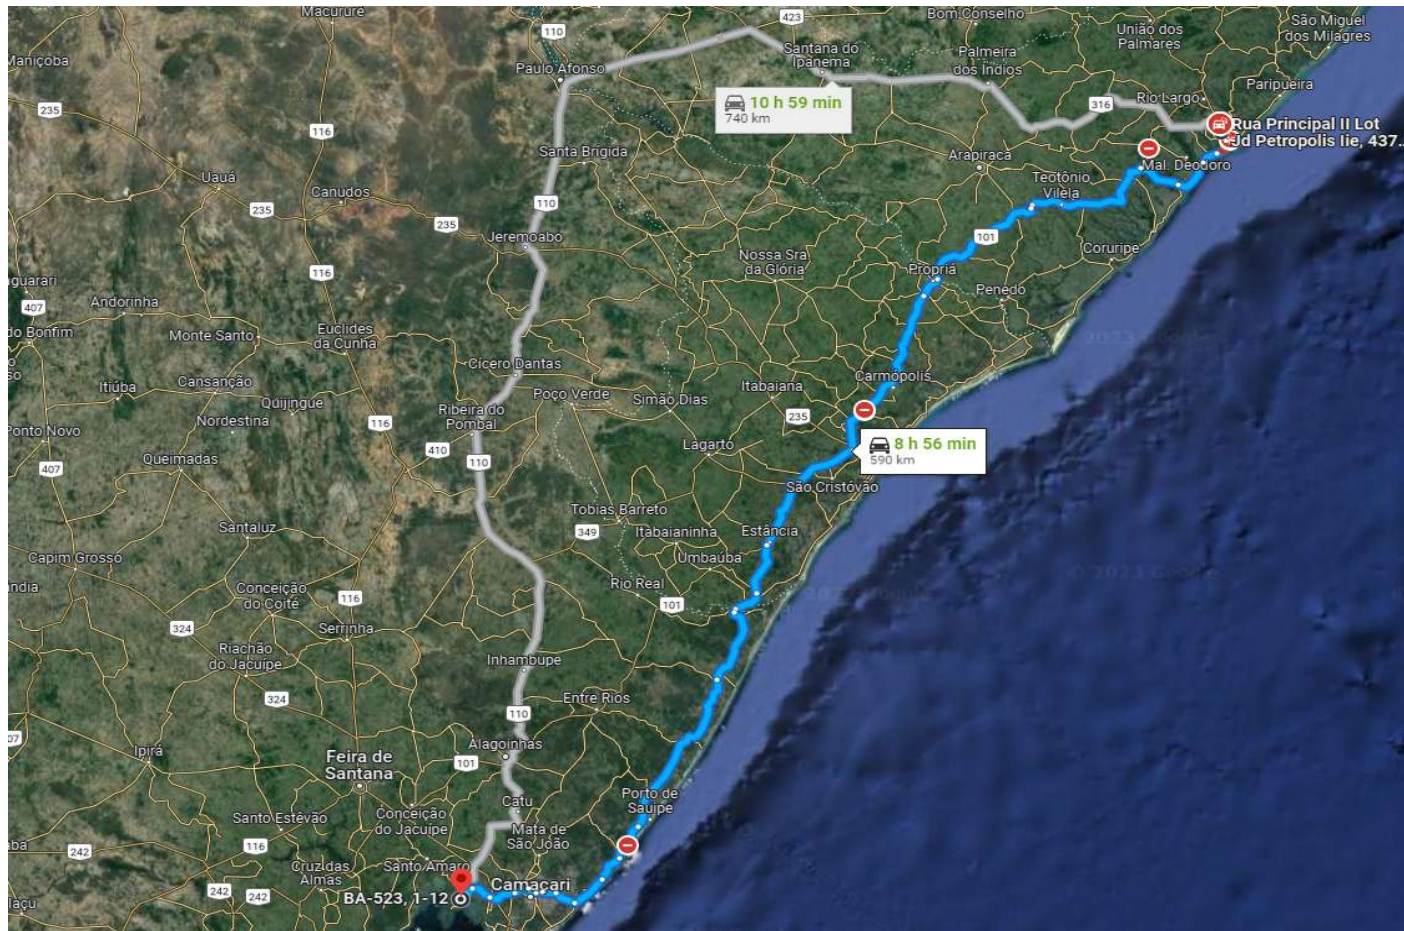 Macururé
423
Bom Conselho
São Miguel
dos Milagres
União dos
Palmares
110
Maniçoba
Santana do
Ipanema
Palmeira
dos Índios
Paulo Afonso
Paripueira
10 h 59 min
740 km
Rio Largo
316
235
116
Rua Principal II Lot
Jd Petropolis Iie, 437..
Santa Brígida
Arapiraca
Mal. Deodoro
Uauá
Canudos
Teotônio
Vilela
110
235
235
Jeremoabo
101
Nossa Sra
da Glória
Coruripe
116
Propriá
aguarari
Andorinha
Penedo
407
do Bonfim
Monte Santo
Euclides
da Cunha
so
Cícero Dantas
Carmópolis
Itiúba
Cansanção
Itabaiana
Poço Verde
Simão Dias
Quijingue
Ribeira do
Pombal
235
Nordestina
116
Ponto Novo
410
Lagarto
8 h 56 min
590 km
Queimadas
110
407
São Cristóvão
Tobias Barreto
Santaluz
349
Itabaianinha
Estância
Capim Grosso
Umbaúba
ndia
Conceição
do Coité
116
Rio Real
101
324
Serrinha
Riachão
do Jacuípe
Inhambupe
324
Entre Rios
110
07
Ipirá
Alagoinhas
Feira de
Santana
101
Catu
Porto de
Sauípe
Santo Estêvão
Conceição
do Jacuípe
Mata de
São João
aba
242
116
Cruz das
Almas
Santo Amaro
242
242
Camaçari
BA-523, 1-12
laçu